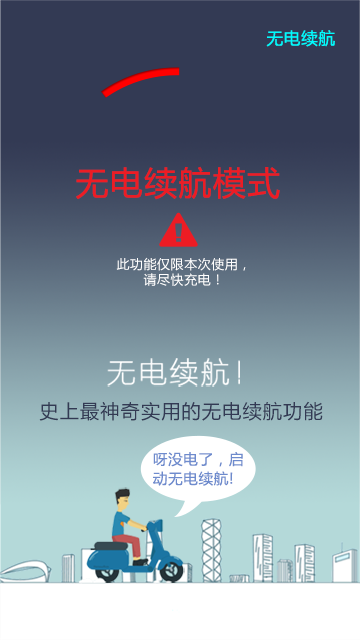 无电续航
无电续航模式
此功能仅限本次使用，
请尽快充电！
无电续航！
史上最神奇实用的无电续航功能
呀没电了，启
动无电续航!